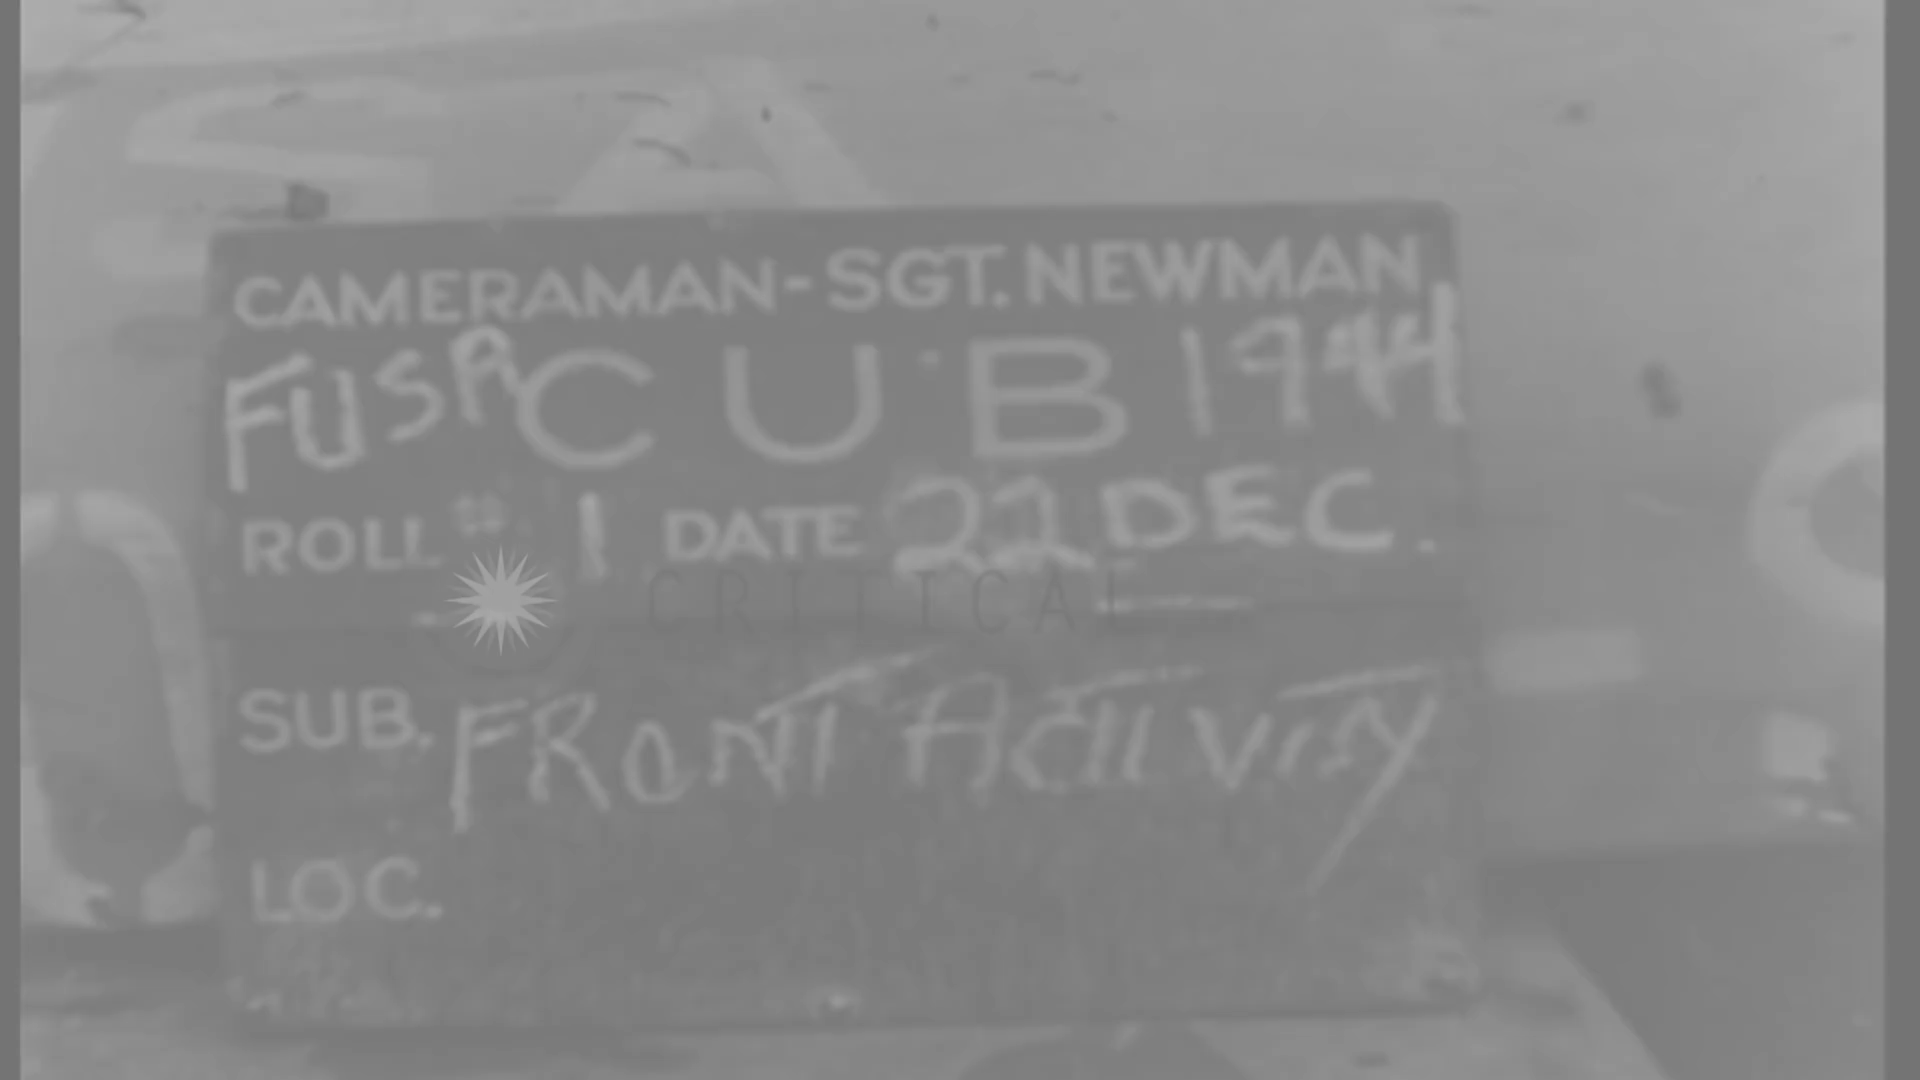 CAMERAMAN-SGT. NEWMAN
FUSA CUB 1944
ROLL # 1 DATE 22 DEC.
CRITICAL
SUB. FRONT ACTIVITY
LOC.